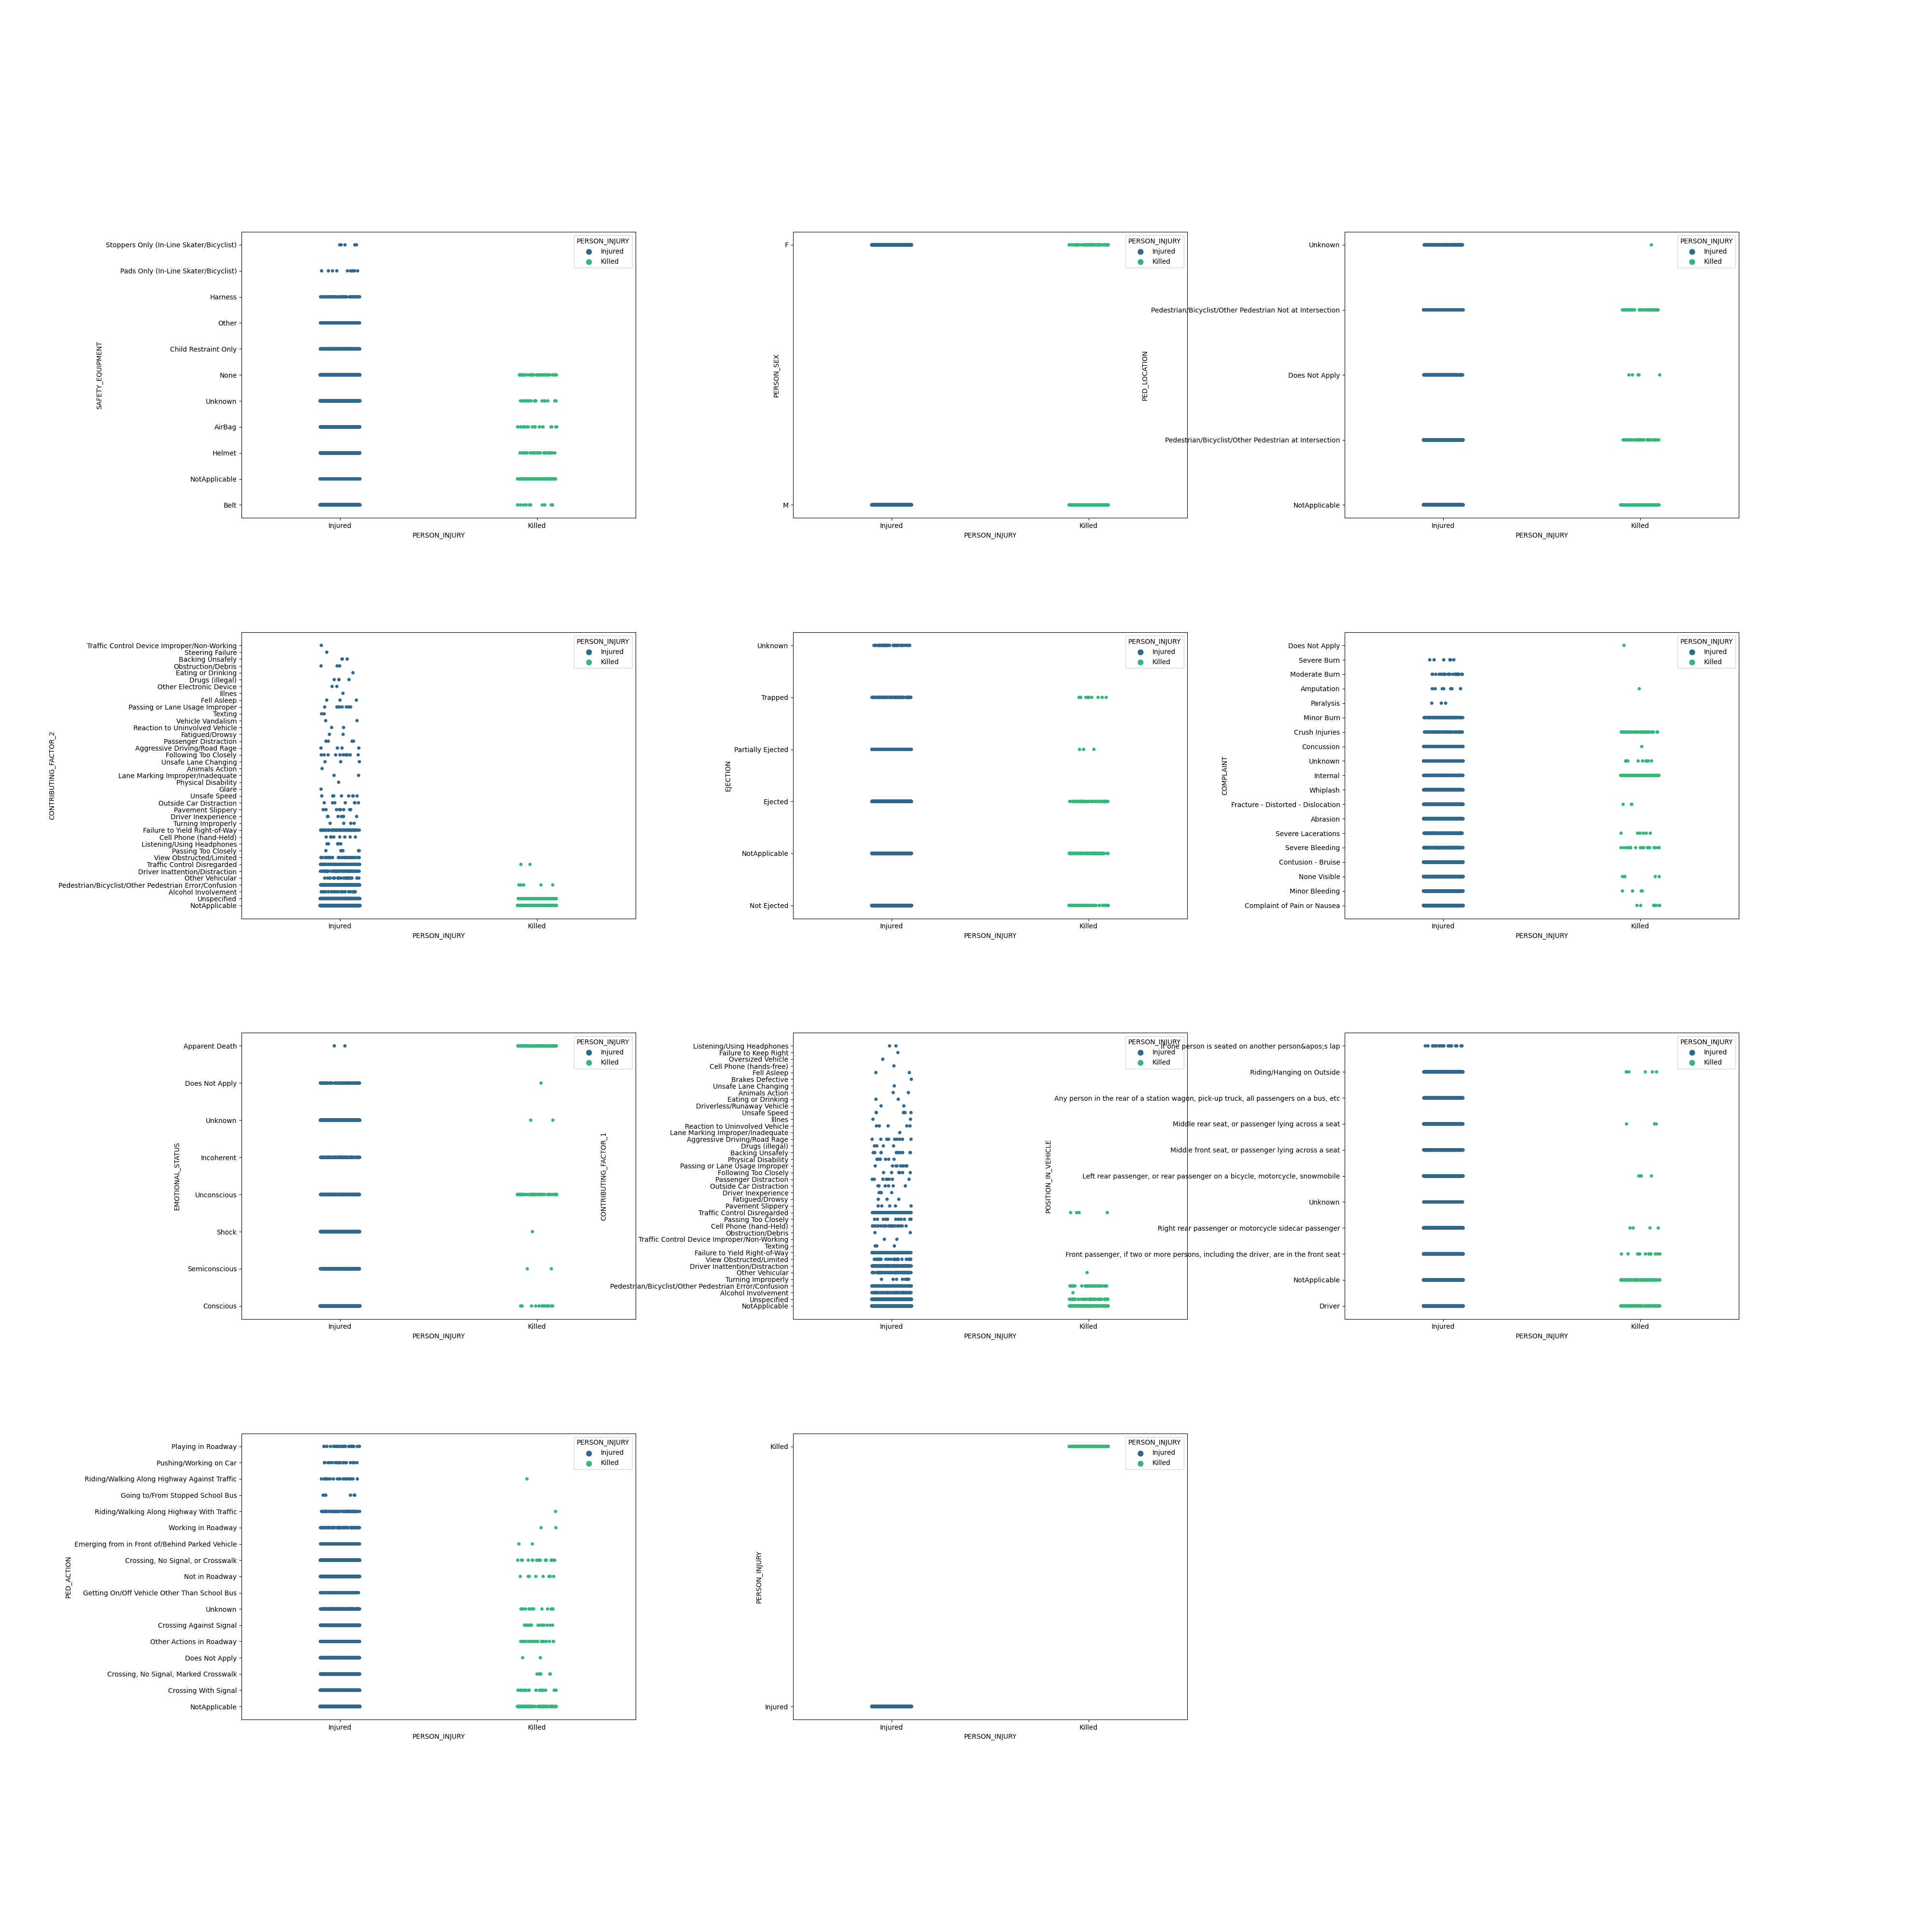 Stoppers Only (In-Line Skater/Bicyclist)
Pads Only (In-Line Skater/Bicyclist)
Harness
Other
Child Restraint Only
None
Unknown
AirBag
Helmet
NotApplicable
Belt
SAFETY_EQUIPMENT
Injured
Killed
PERSON_INJURY
PERSON_INJURY
Injured
Killed
F
M
PERSON_SEX
Injured
Killed
PERSON_INJURY
PERSON_INJURY
Injured
Killed
Unknown
Pedestrian/Bicyclist/Other Pedestrian Not at Intersection
Does Not Apply
Pedestrian/Bicyclist/Other Pedestrian at Intersection
NotApplicable
PED_LOCATION
Injured
Killed
PERSON_INJURY
PERSON_INJURY
Injured
Killed
Traffic Control Device Improper/Non-Working
Steering Failure
Backing Unsafely
Obstruction/Debris
Eating or Drinking
Drugs (illegal)
Other Electronic Device
Illnes
Fell Asleep
Passing or Lane Usage Improper
Texting
Vehicle Vandalism
Reaction to Uninvolved Vehicle
Fatigued/Drowsy
Passenger Distraction
Aggressive Driving/Road Rage
Following Too Closely
Unsafe Lane Changing
Animals Action
Lane Marking Improper/Inadequate
Physical Disability
Glare
Unsafe Speed
Outside Car Distraction
Pavement Slippery
Driver Inexperience
Turning Improperly
Failure to Yield Right-of-Way
Cell Phone (hand-Held)
Listening/Using Headphones
Passing Too Closely
View Obstructed/Limited
Traffic Control Disregarded
Driver Inattention/Distraction
Other Vehicular
Pedestrian/Bicyclist/Other Pedestrian Error/Confusion
Alcohol Involvement
Unspecified
NotApplicable
CONTRIBUTING_FACTOR_2
Injured
Killed
PERSON_INJURY
PERSON_INJURY
Injured
Killed
Unknown
Trapped
Partially Ejected
Ejected
NotApplicable
Not Ejected
EJECTION
Injured
Killed
PERSON_INJURY
PERSON_INJURY
Injured
Killed
Does Not Apply
Severe Burn
Moderate Burn
Amputation
Paralysis
Minor Burn
Crush Injuries
Concussion
Unknown
Internal
Whiplash
Fracture - Distorted - Dislocation
Abrasion
Severe Lacerations
Severe Bleeding
Contusion - Bruise
None Visible
Minor Bleeding
Complaint of Pain or Nausea
COMPLAINT
Injured
Killed
PERSON_INJURY
PERSON_INJURY
Injured
Killed
Apparent Death
Does Not Apply
Unknown
Incoherent
Unconscious
Shock
Semiconscious
Conscious
EMOTIONAL_STATUS
Injured
Killed
PERSON_INJURY
PERSON_INJURY
Injured
Killed
Listening/Using Headphones
Failure to Keep Right
Oversized Vehicle
Cell Phone (hands-free)
Fell Asleep
Brakes Defective
Unsafe Lane Changing
Animals Action
Eating or Drinking
Driverless/Runaway Vehicle
Unsafe Speed
Illnes
Reaction to Uninvolved Vehicle
Lane Marking Improper/Inadequate
Aggressive Driving/Road Rage
Drugs (illegal)
Backing Unsafely
Physical Disability
Passing or Lane Usage Improper
Following Too Closely
Passenger Distraction
Outside Car Distraction
Driver Inexperience
Fatigued/Drowsy
Pavement Slippery
Traffic Control Disregarded
Passing Too Closely
Cell Phone (hand-Held)
Obstruction/Debris
Traffic Control Device Improper/Non-Working
Texting
Failure to Yield Right-of-Way
View Obstructed/Limited
Driver Inattention/Distraction
Other Vehicular
Turning Improperly
Pedestrian/Bicyclist/Other Pedestrian Error/Confusion
Alcohol Involvement
Unspecified
NotApplicable
CONTRIBUTING_FACTOR_1
Injured
Killed
PERSON_INJURY
PERSON_INJURY
Injured
Killed
If one person is seated on another person&apos;s lap
Riding/Hanging on Outside
Any person in the rear of a station wagon, pick-up truck, all passengers on a bus, etc
Middle rear seat, or passenger lying across a seat
Middle front seat, or passenger lying across a seat
Left rear passenger, or rear passenger on a bicycle, motorcycle, snowmobile
Unknown
Right rear passenger or motorcycle sidecar passenger
Front passenger, if two or more persons, including the driver, are in the front seat
NotApplicable
Driver
POSITION_IN_VEHICLE
Injured
Killed
PERSON_INJURY
PERSON_INJURY
Injured
Killed
Playing in Roadway
Pushing/Working on Car
Riding/Walking Along Highway Against Traffic
Going to/From Stopped School Bus
Riding/Walking Along Highway With Traffic
Working in Roadway
Emerging from in Front of/Behind Parked Vehicle
Crossing, No Signal, or Crosswalk
Not in Roadway
Getting On/Off Vehicle Other Than School Bus
Unknown
Crossing Against Signal
Other Actions in Roadway
Does Not Apply
Crossing, No Signal, Marked Crosswalk
Crossing With Signal
NotApplicable
PED_ACTION
Injured
Killed
PERSON_INJURY
PERSON_INJURY
Injured
Killed
Killed
Injured
PERSON_INJURY
Injured
Killed
PERSON_INJURY
PERSON_INJURY
Injured
Killed